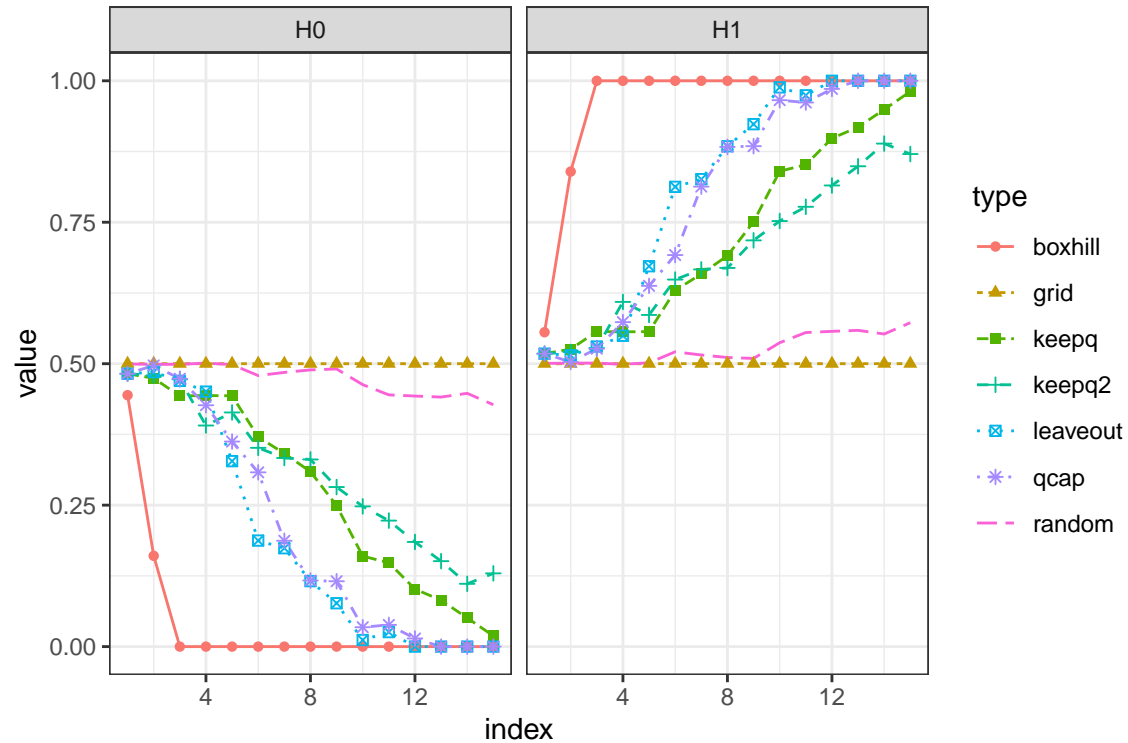 H0
H1
value
1.00
0.75
0.50
0.25
0.00
4
8
12
4
8
12
index
type
boxhill
grid
keepq
keepq2
leaveout
qcap
random